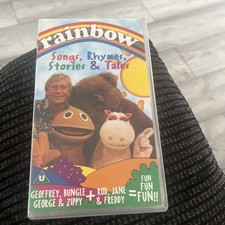 rainbow
Songs, Rhymes,
Stories & Tales
U
GEOFFREY, BUNGLE + ROD, JANE = FUN
GEORGE & ZIPPY & FREDDY FUN
FUN!!